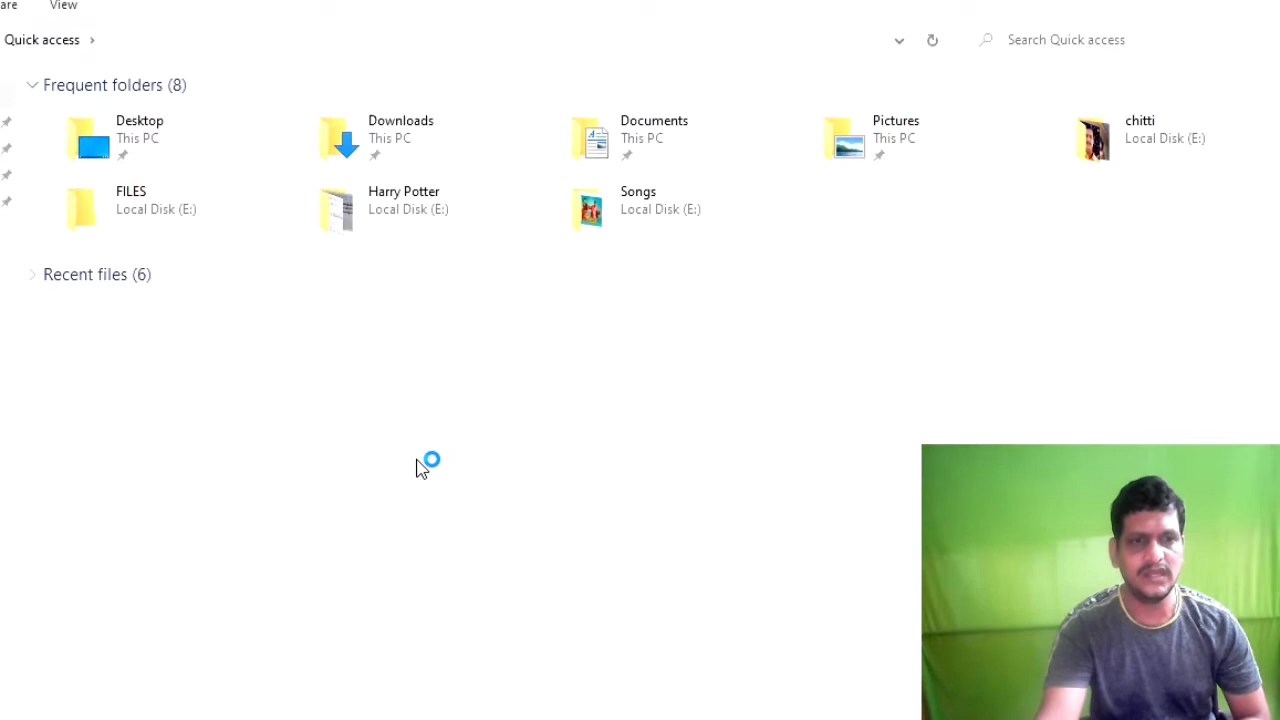 are View
Quick access
Search Quick access
Frequent folders (8)
Desktop
This PC
Downloads
This PC
Documents
This PC
Pictures
This PC
chitti
Local Disk (E:)
FILES
Local Disk (E:)
Harry Potter
Local Disk (E:)
Songs
Local Disk (E:)
Recent files (6)